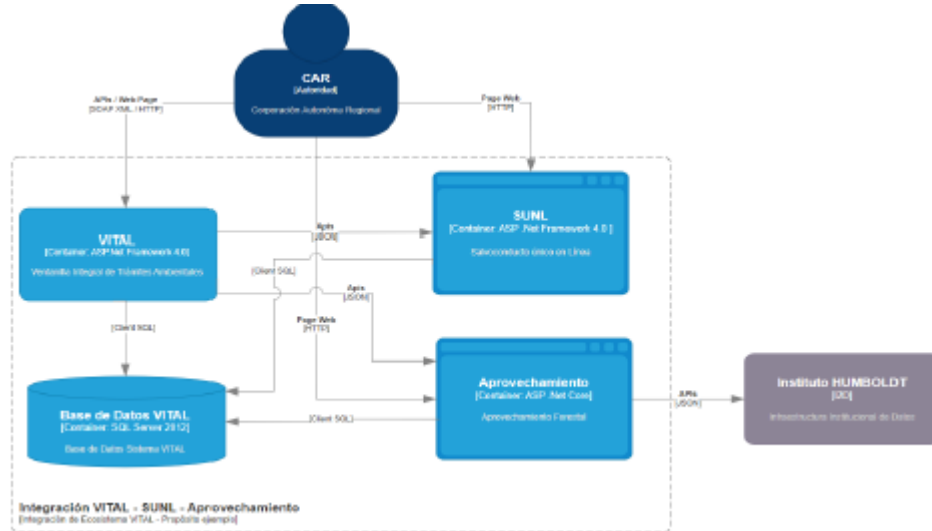 CAR
[Autoridad]
Corporación Autonóma Regional
APIs / Web Page
[SOAP XML / HTTP]
Page Web
[HTTP]
SUNL
[Container: ASP .Net Framework 4.0 ]
Salvoconducto único en Línea
VITAL
[Container: ASP.Net Framework 4.0]
Ventanilla Integral de Trámites Ambientales
Apis
[JSON]
[Client SQL]
Apis
[JSON]
Page Web
[HTTP]
[Client SQL]
Aprovechamiento
[Container: ASP .Net Core]
Aprovechamiento Forestal
APIs
[JSON]
Instituto HUMBOLDT
[I2D]
Infraestructura Institucional de Datos
Base de Datos VITAL
[Container: SQL Server 2012]
Base de Datos Sistema VITAL
[Client SQL]
Integración VITAL - SUNL - Aprovechamiento
[Integración de Ecosistema VITAL - Propósito ejemplo]